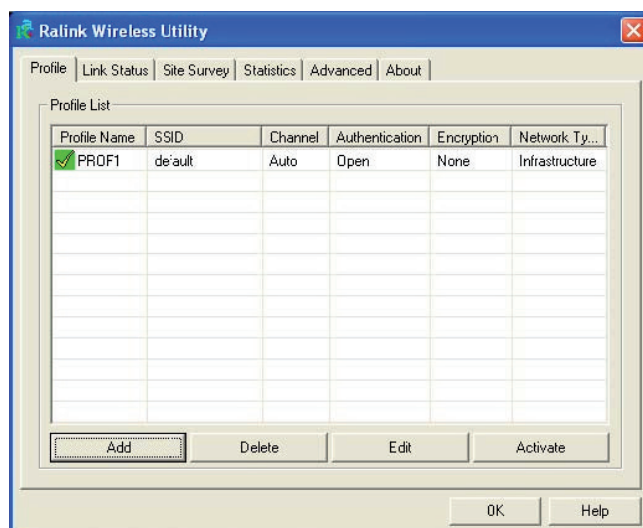 Ralink Wireless Utility
Profile Link Status Site Survey Statistics Advanced About
Profile List
Profile Name SSID Channel Authentication Encryption Network Ty...
PROF1 default Auto Open None Infrastructure
Add Delete Edit Activate
OK Help